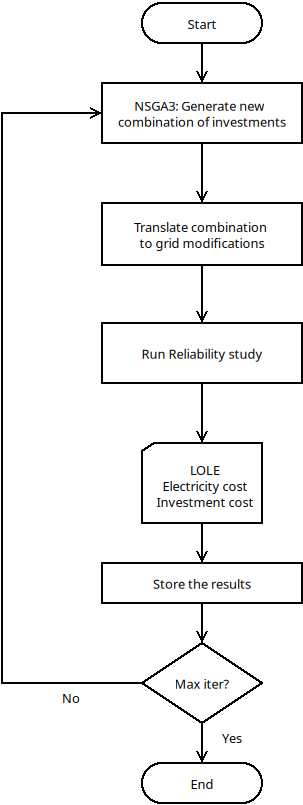 Start
NSGA3: Generate new
combination of investments
Translate combination
to grid modifications
Run Reliability study
LOLE
Electricity cost
Investment cost
Store the results
Max iter?
No
Yes
End